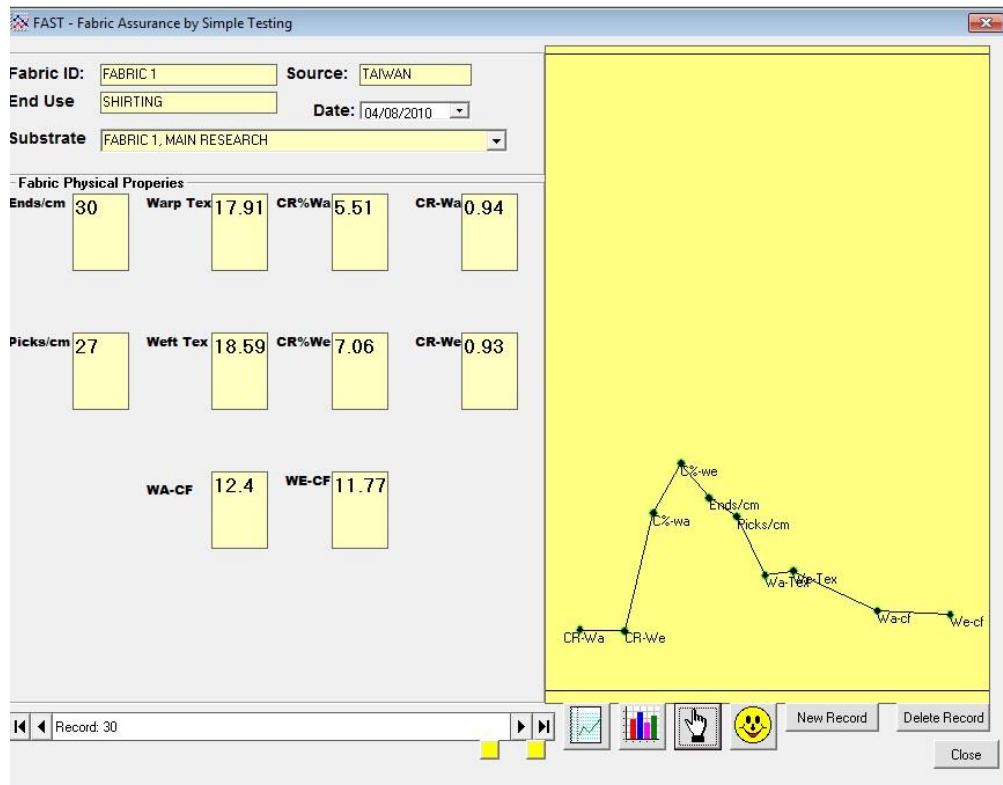 FAST - Fabric Assurance by Simple Testing
Fabric ID: FABRIC 1 Source: TAIWAN
End Use SHIRTING Date: 04/08/2010
Substrate FABRIC 1, MAIN RESEARCH
Fabric Physical Properies
Ends/cm 30 Warp Tex 17.91 CR%Wa 5.51 CR-Wa 0.94
Picks/cm 27 Weft Tex 18.59 CR%We 7.06 CR-We 0.93
WA-CF 12.4 WE-CF 11.77
C%-we
Ends/cm
C%-wa
Picks/cm
Wa-Tex We-Tex
Wa-cf We-cf
CR-Wa CR-We
Record: 30
New Record Delete Record
Close